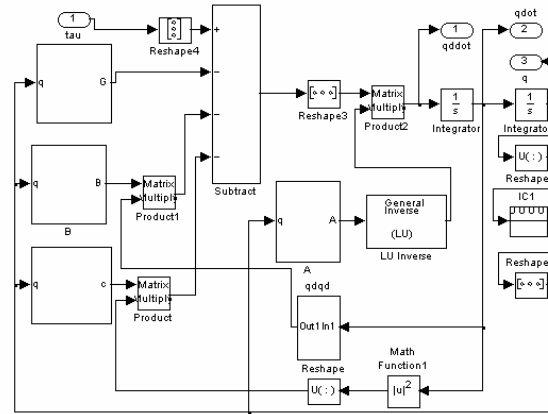 1
tau
Reshape4
+
−
−
−
Subtract
q
G
q
B
B
q
c
Matrix
Multiply
Product1
Matrix
Multiply
Product
Reshape3
Matrix
Multiply
Product2
1
qddot
qdot
2
3
q
1
s
Integrator
1
s
Integrato
U( : )
Reshape
IC1
Reshape
q
A
A
General
Inverse
(LU)
LU Inverse
qdqd
Out1 In1
Reshape
U( : )
Math
Function1
|u|²